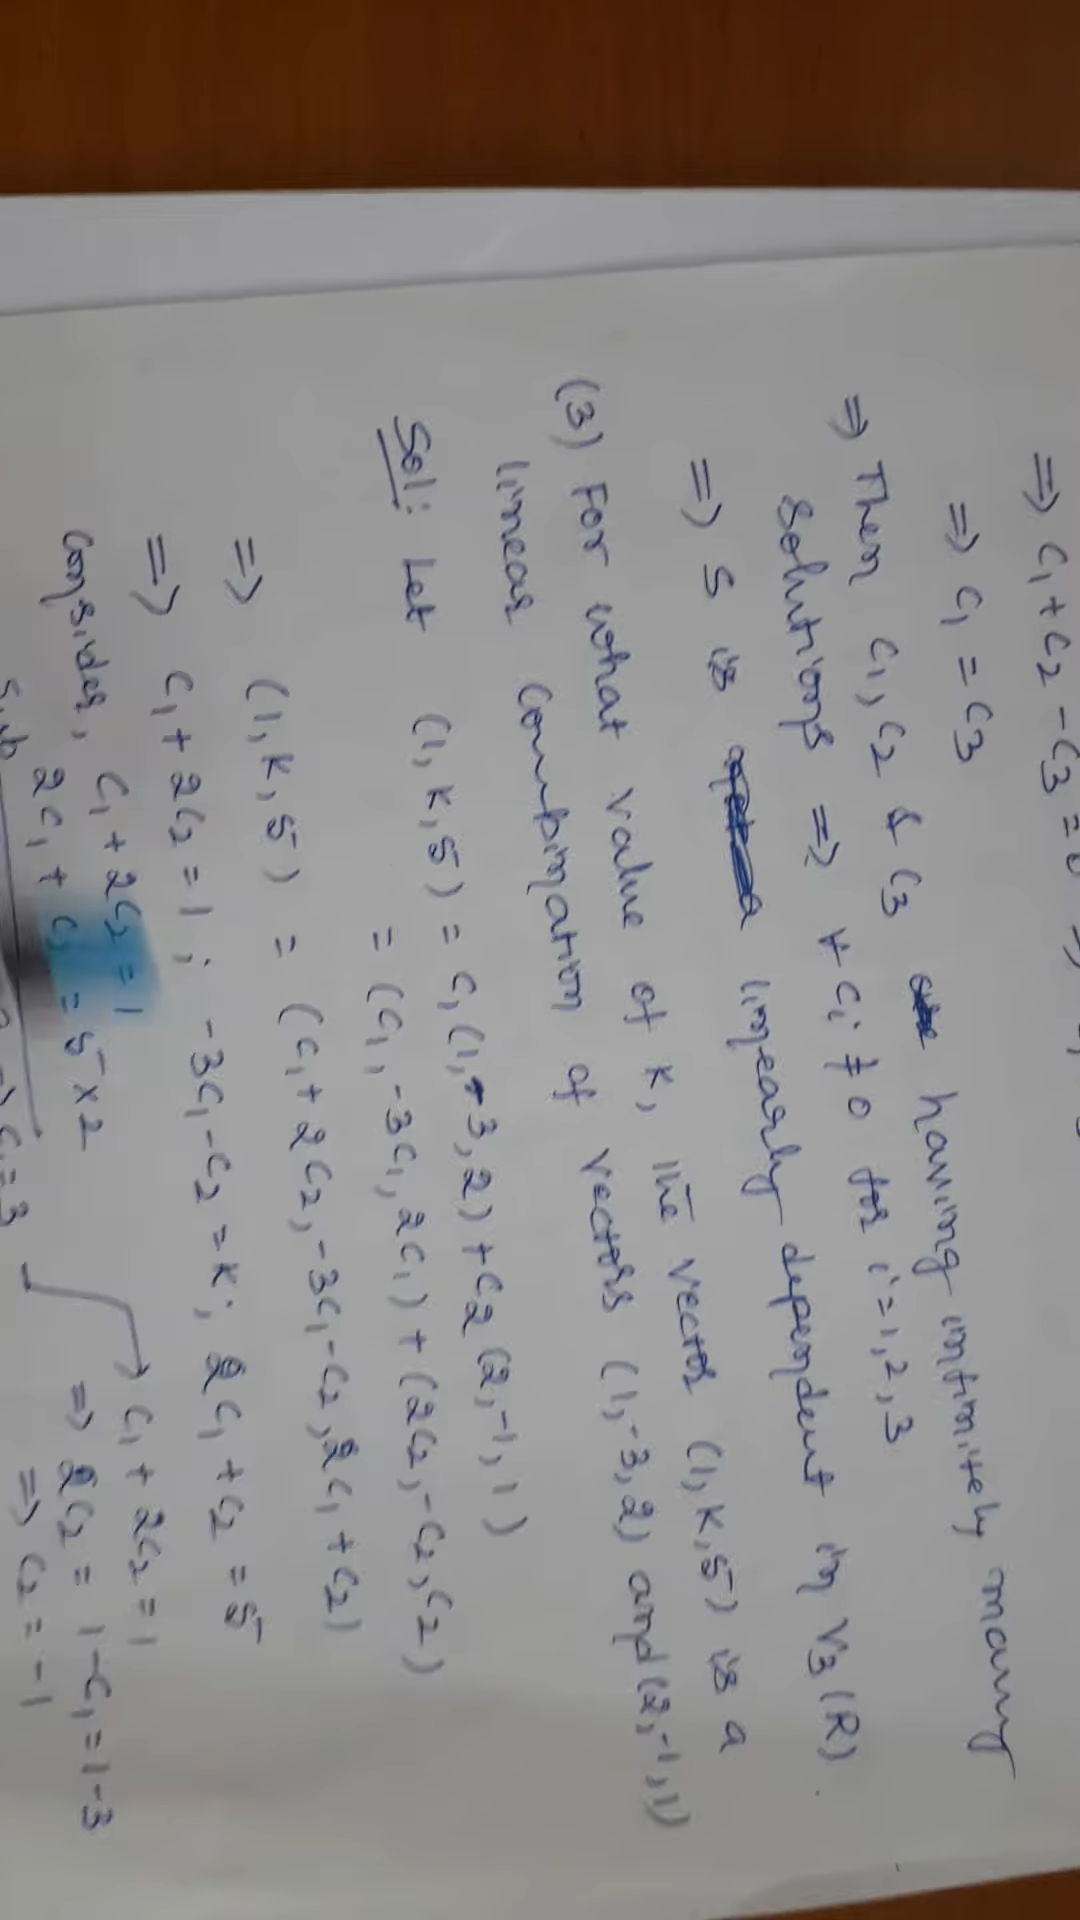 => C1 + C2 - C3 = 0 =>
=> C1 = C3
=> Then C1, C2 & C3 having infinitely many
solutions => ∀ Ci ≠ 0 for i = 1, 2, 3
=> S is linearly dependent in V3(R).
(3) For what value of K, the vector (1, K, 5) is a
linear combination of vectors (1, -3, 2) and (2, -1, 1)
Sol: Let (1, K, 5) = C1(1, -3, 2) + C2(2, -1, 1)
= (C1, -3C1, 2C1) + (2C2, -C2, C2)
=> (1, K, 5) = (C1 + 2C2, -3C1 - C2, 2C1 + C2)
=> C1 + 2C2 = 1; -3C1 - C2 = K; 2C1 + C2 = 5
Consider, C1 + 2C2 = 1 → C1 + 2C2 = 1
2C1 + C2 = 5 x 2 => 2C2 = 1 - C1 = 1 - 3
=> C1 = 3 => C2 = -1